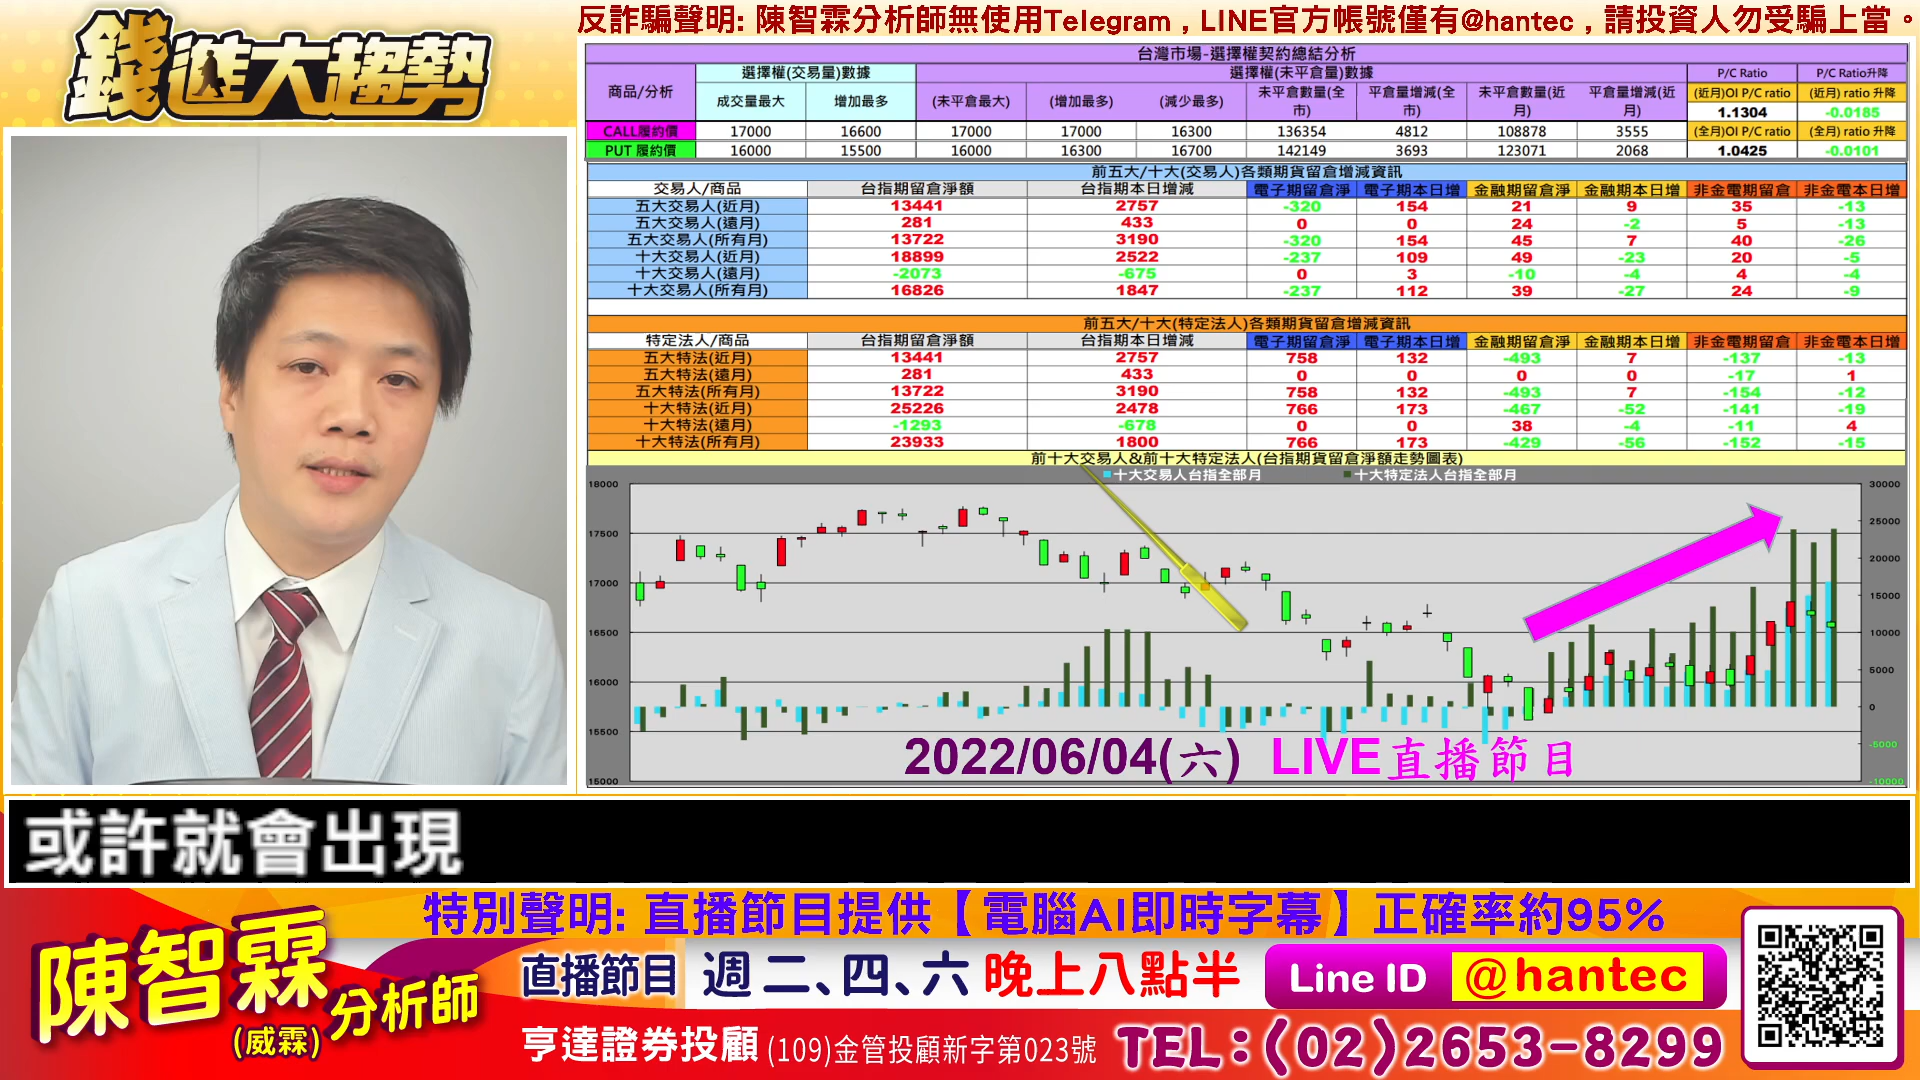 反詐騙聲明: 陳智霖分析師無使用Telegram , LINE官方帳號僅有@hantec , 請投資人勿受騙上當。
錢進大趨勢
台灣市場-選擇權契約總結分析
商品/分析 選擇權(交易量)數據 選擇權(未平倉量)數據 P/C Ratio P/C Ratio升降
成交量最大 增加最多 (未平倉最大) (增加最多) (減少最多) 未平倉數量(全市) 平倉量增減(全市) 未平倉數量(近月) 平倉量增減(近月) (近月)OI P/C ratio (近月) ratio 升降
1.1304 -0.0185
CALL履約價 17000 16600 17000 17000 16300 136354 4812 108878 3555 (全月)OI P/C ratio (全月) ratio 升降
PUT 履約價 16000 15500 16000 16300 16700 142149 3693 123071 2068 1.0425 -0.0101
前五大/十大(交易人)各類期貨留倉增減資訊
交易人/商品 台指期留倉淨額 台指期本日增減 電子期留倉淨 電子期本日增 金融期留倉淨 金融期本日增 非金電期留倉 非金電本日增
五大交易人(近月) 13441 2757 -320 154 21 9 35 -13
五大交易人(遠月) 281 433 0 0 24 -2 5 -13
五大交易人(所有月) 13722 3190 -320 154 45 7 40 -26
十大交易人(近月) 18899 2522 -237 109 49 -23 20 -5
十大交易人(遠月) -2073 -675 0 3 -10 -4 4 -4
十大交易人(所有月) 16826 1847 -237 112 39 -27 24 -9
前五大/十大(特定法人)各類期貨留倉增減資訊
特定法人/商品 台指期留倉淨額 台指期本日增減 電子期留倉淨 電子期本日增 金融期留倉淨 金融期本日增 非金電期留倉 非金電本日增
五大特法(近月) 13441 2757 758 132 -493 7 -137 -13
五大特法(遠月) 281 433 0 0 0 0 -17 1
五大特法(所有月) 13722 3190 758 132 -493 7 -154 -12
十大特法(近月) 25226 2478 766 173 -467 -52 -141 -19
十大特法(遠月) -1293 -678 0 0 38 -4 -11 4
十大特法(所有月) 23933 1800 766 173 -429 -56 -152 -15
前十大交易人&前十大特定法人(台指期貨留倉淨額走勢圖表)
十大交易人台指全部月 十大特定法人台指全部月
18000 30000
17500 25000
17000 20000
16500 15000
16000 10000
15500 5000
15000 0
-5000
-10000
2022/06/04(六) LIVE直播節目
或許就會出現
特別聲明: 直播節目提供【電腦AI即時字幕】正確率約95%
陳智霖分析師
(威霖)
直播節目 週二、四、六 晚上八點半 Line ID @hantec
亨達證券投顧 (109)金管投顧新字第023號 TEL:(02)2653-8299